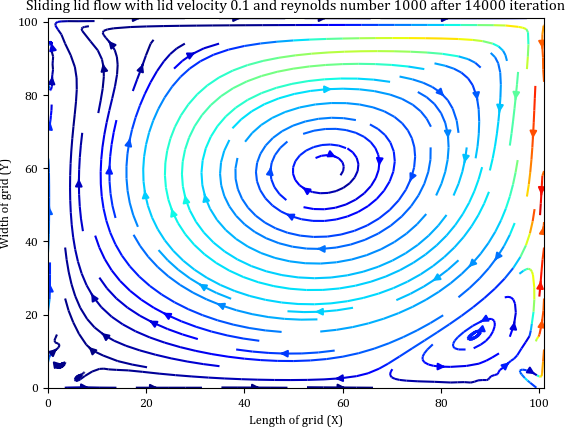 Sliding lid flow with lid velocity 0.1 and reynolds number 1000 after 14000 iteration
100
80
60
40
20
0
Width of grid (Y)
0 20 40 60 80 100
Length of grid (X)